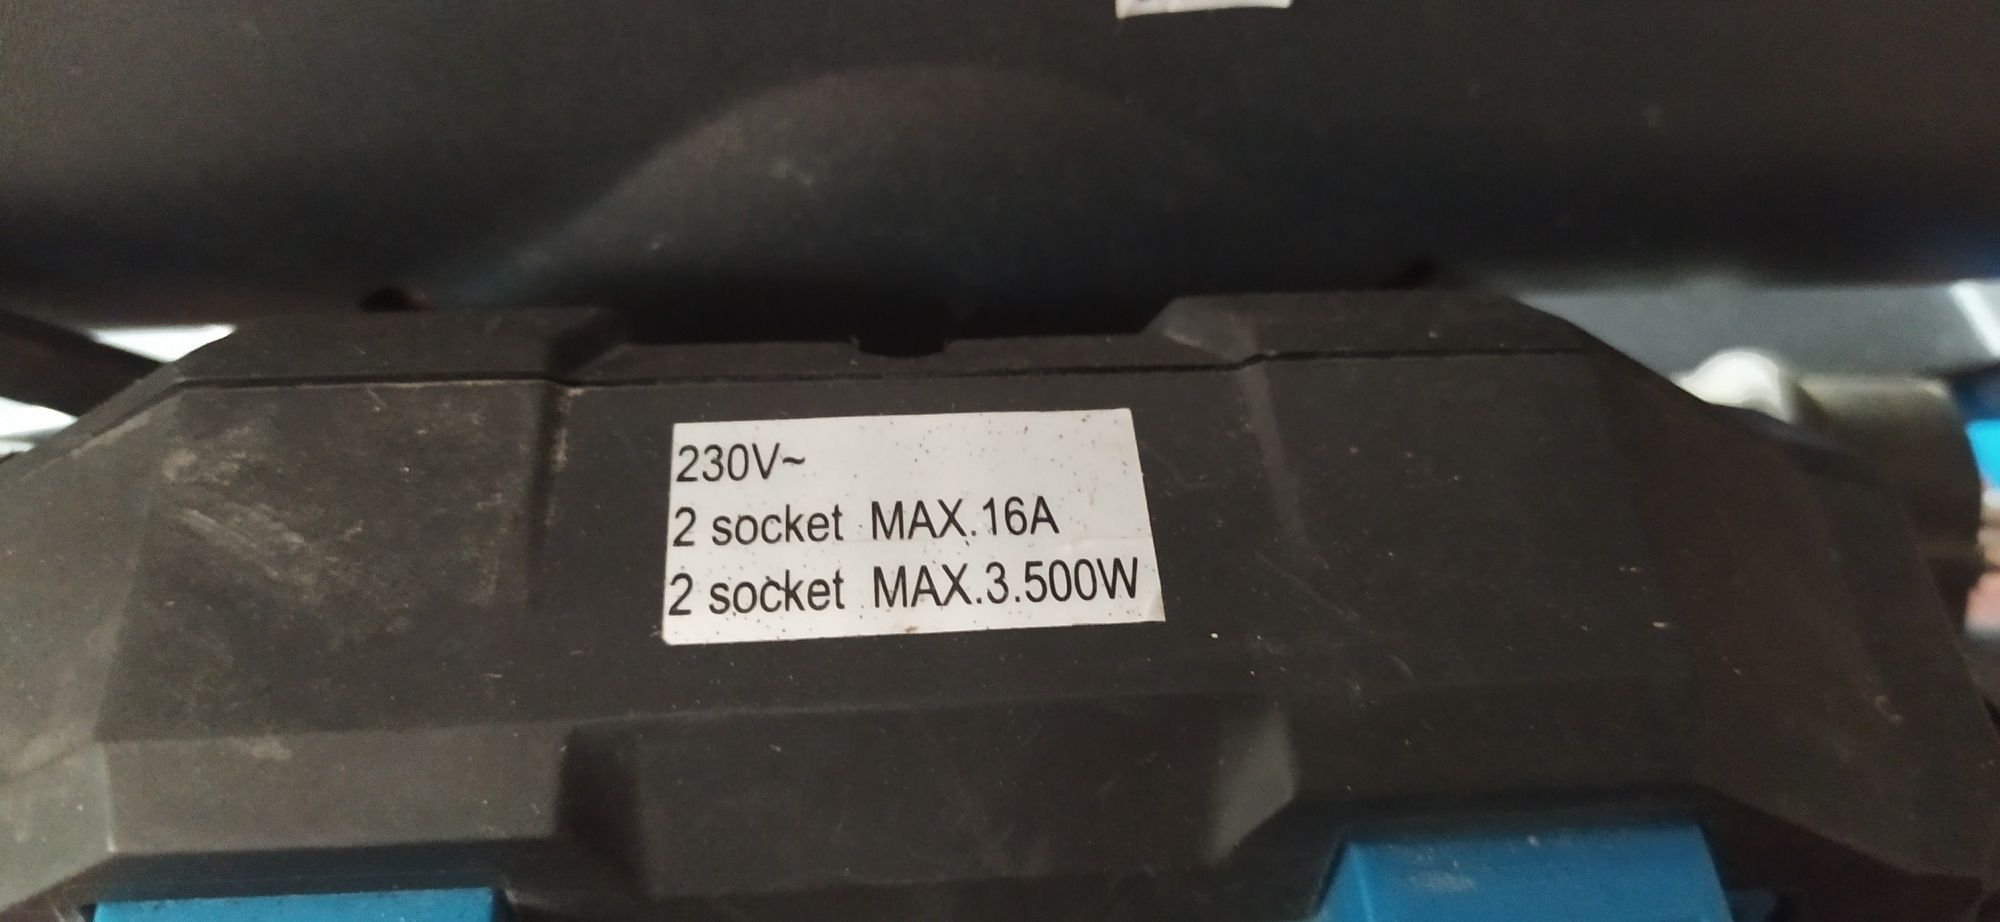 230V~
2 socket MAX.16A
2 socket MAX.3.500W